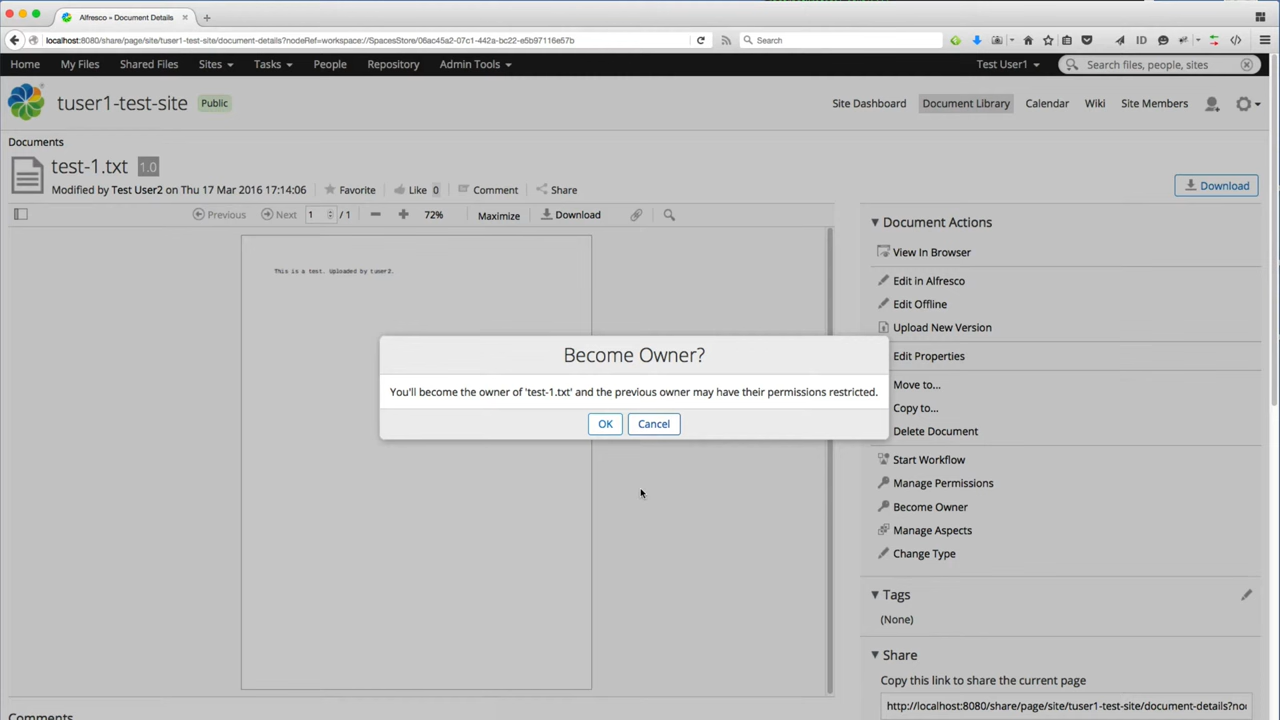 Alfresco » Document Details
localhost:8080/share/page/site/tuser1-test-site/document-details?nodeRef=workspace://SpacesStore/06ac45a2-07c1-442a-bc22-e5b97116e57b
Search
ID
Home My Files Shared Files Sites Tasks People Repository Admin Tools Test User1 Search files, people, sites
tuser1-test-site Public Site Dashboard Document Library Calendar Wiki Site Members
Documents
test-1.txt 1.0
Modified by Test User2 on Thu 17 Mar 2016 17:14:06 Favorite Like 0 Comment Share
Download
Previous Next 1 / 1 72% Maximize Download
This is a test. Uploaded by tuser2.
Become Owner?
You'll become the owner of 'test-1.txt' and the previous owner may have their permissions restricted.
OK Cancel
Document Actions
View In Browser
Edit in Alfresco
Edit Offline
Upload New Version
Edit Properties
Move to...
Copy to...
Delete Document
Start Workflow
Manage Permissions
Become Owner
Manage Aspects
Change Type
Tags
(None)
Share
Copy this link to share the current page
http://localhost:8080/share/page/site/tuser1-test-site/document-details?no
Comments